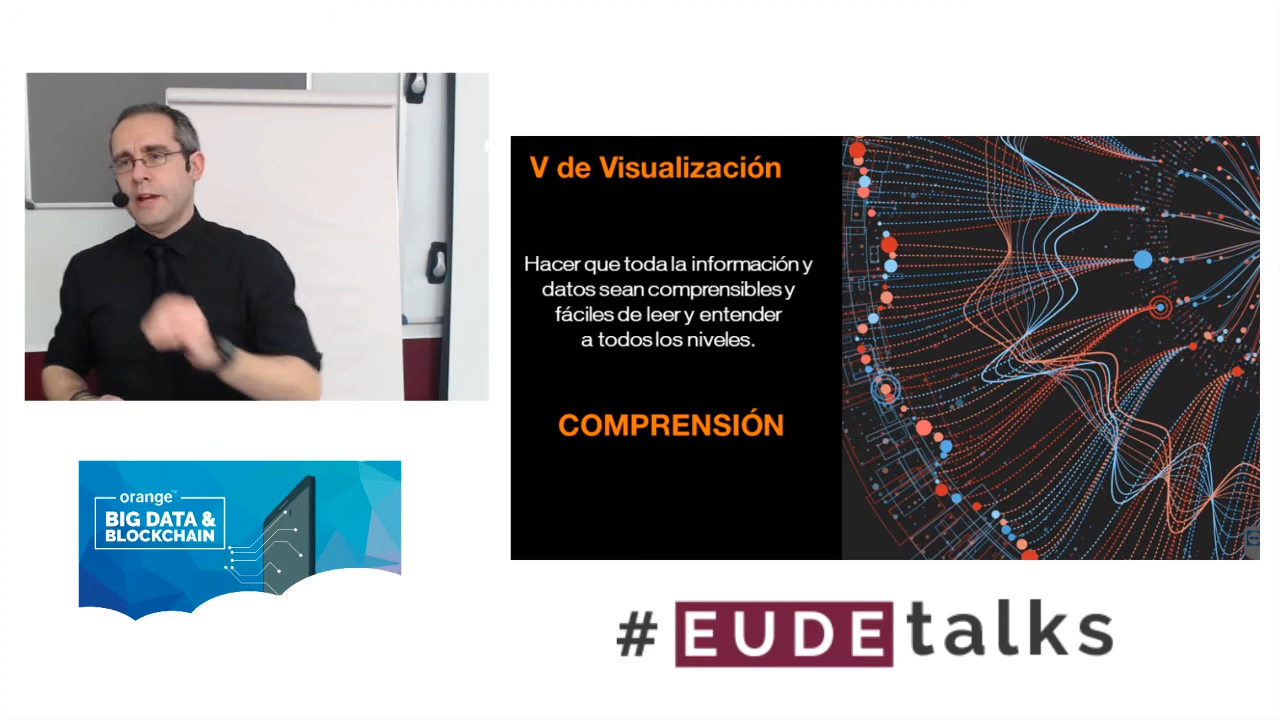 V de Visualización
Hacer que toda la información y
datos sean comprensibles y
fáciles de leer y entender
a todos los niveles.
COMPRENSIÓN
orange™
BIG DATA &
BLOCKCHAIN
#EUDEtalks